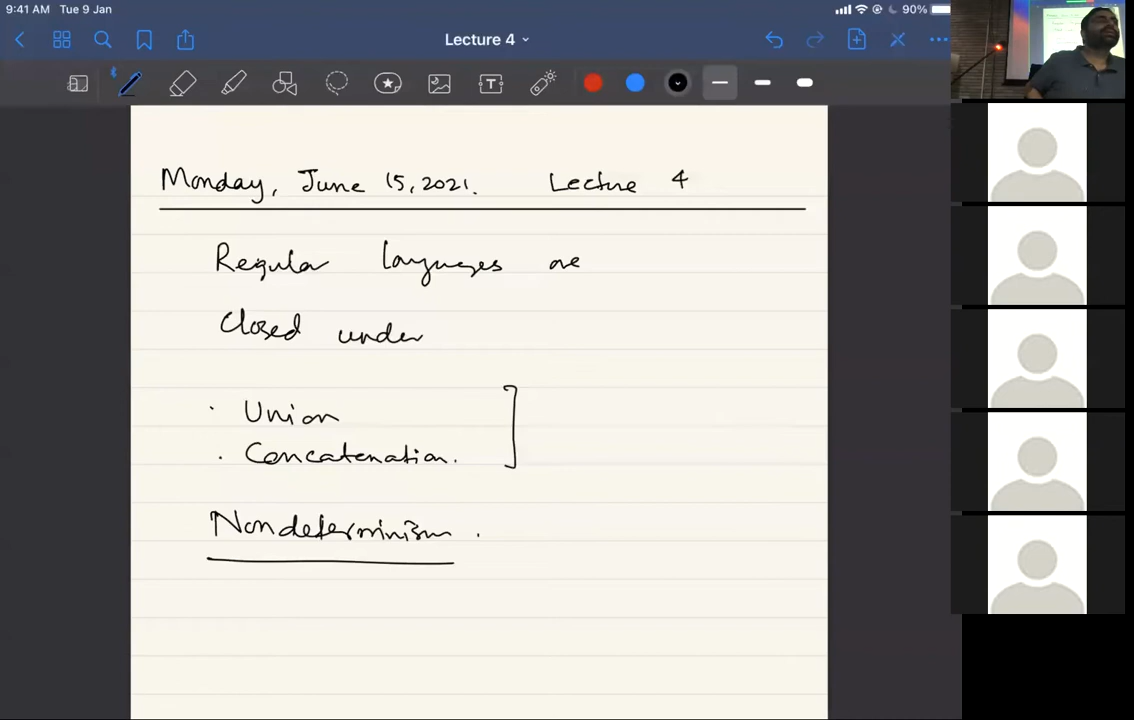 9:41 AM Tue 9 Jan
90%
Lecture 4
Monday, June 15, 2021. Lecture 4
Regular languages are
Closed under
· Union
· Concatenation.
Nondeterminism.